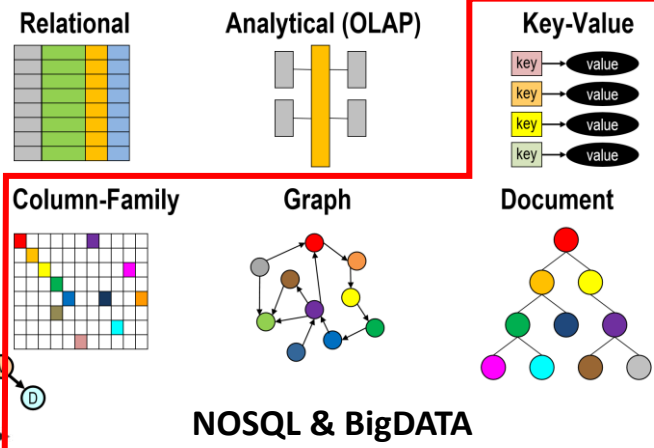 Relational
Analytical (OLAP)
Key-Value
key
value
key
value
key
value
key
value
Column-Family
Graph
Document
D
NOSQL & BigDATA